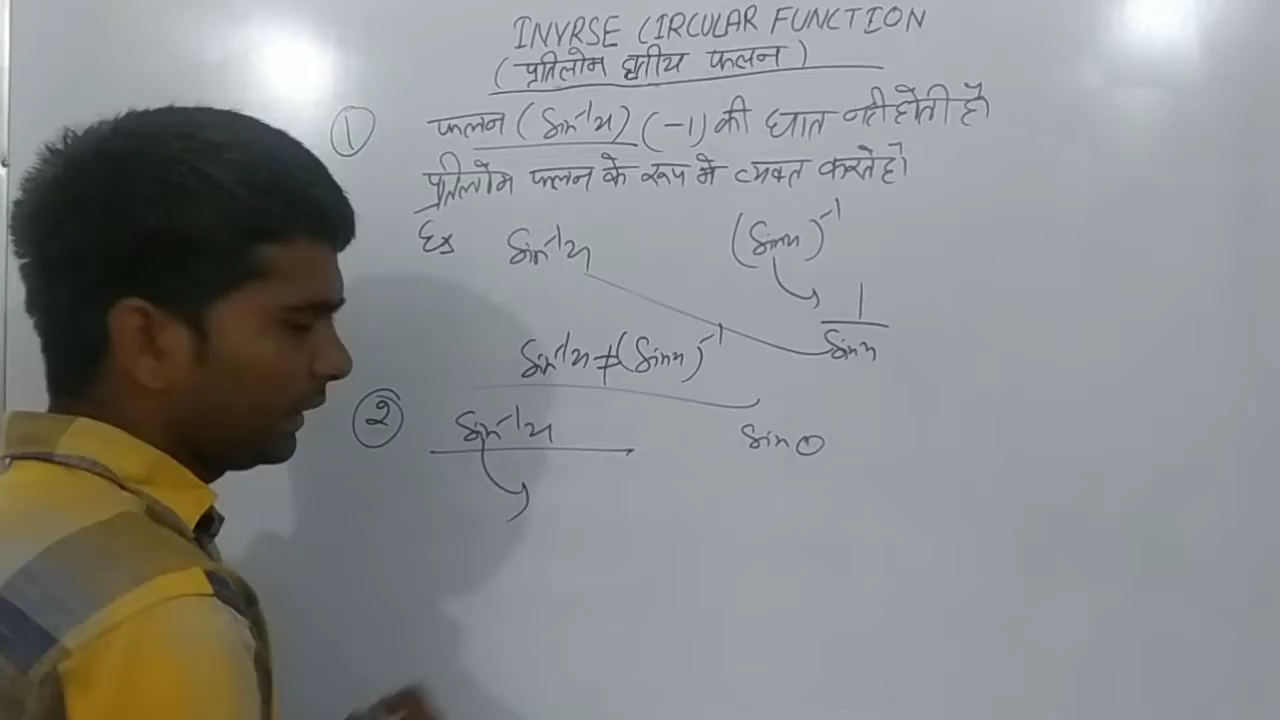 INVRSE CIRCULAR FUNCTION
(प्रतिलोम वृत्तीय फलन)
① फलन (Sin⁻¹x) (-1) की घात नही होती है
प्रतिलोम फलन के रूप मे व्यक्त करते है।
Ex Sin⁻¹x (Sinx)⁻¹
1
Sinx
Sin⁻¹x ≠ (Sinx)⁻¹
② Sin⁻¹x Sin θ